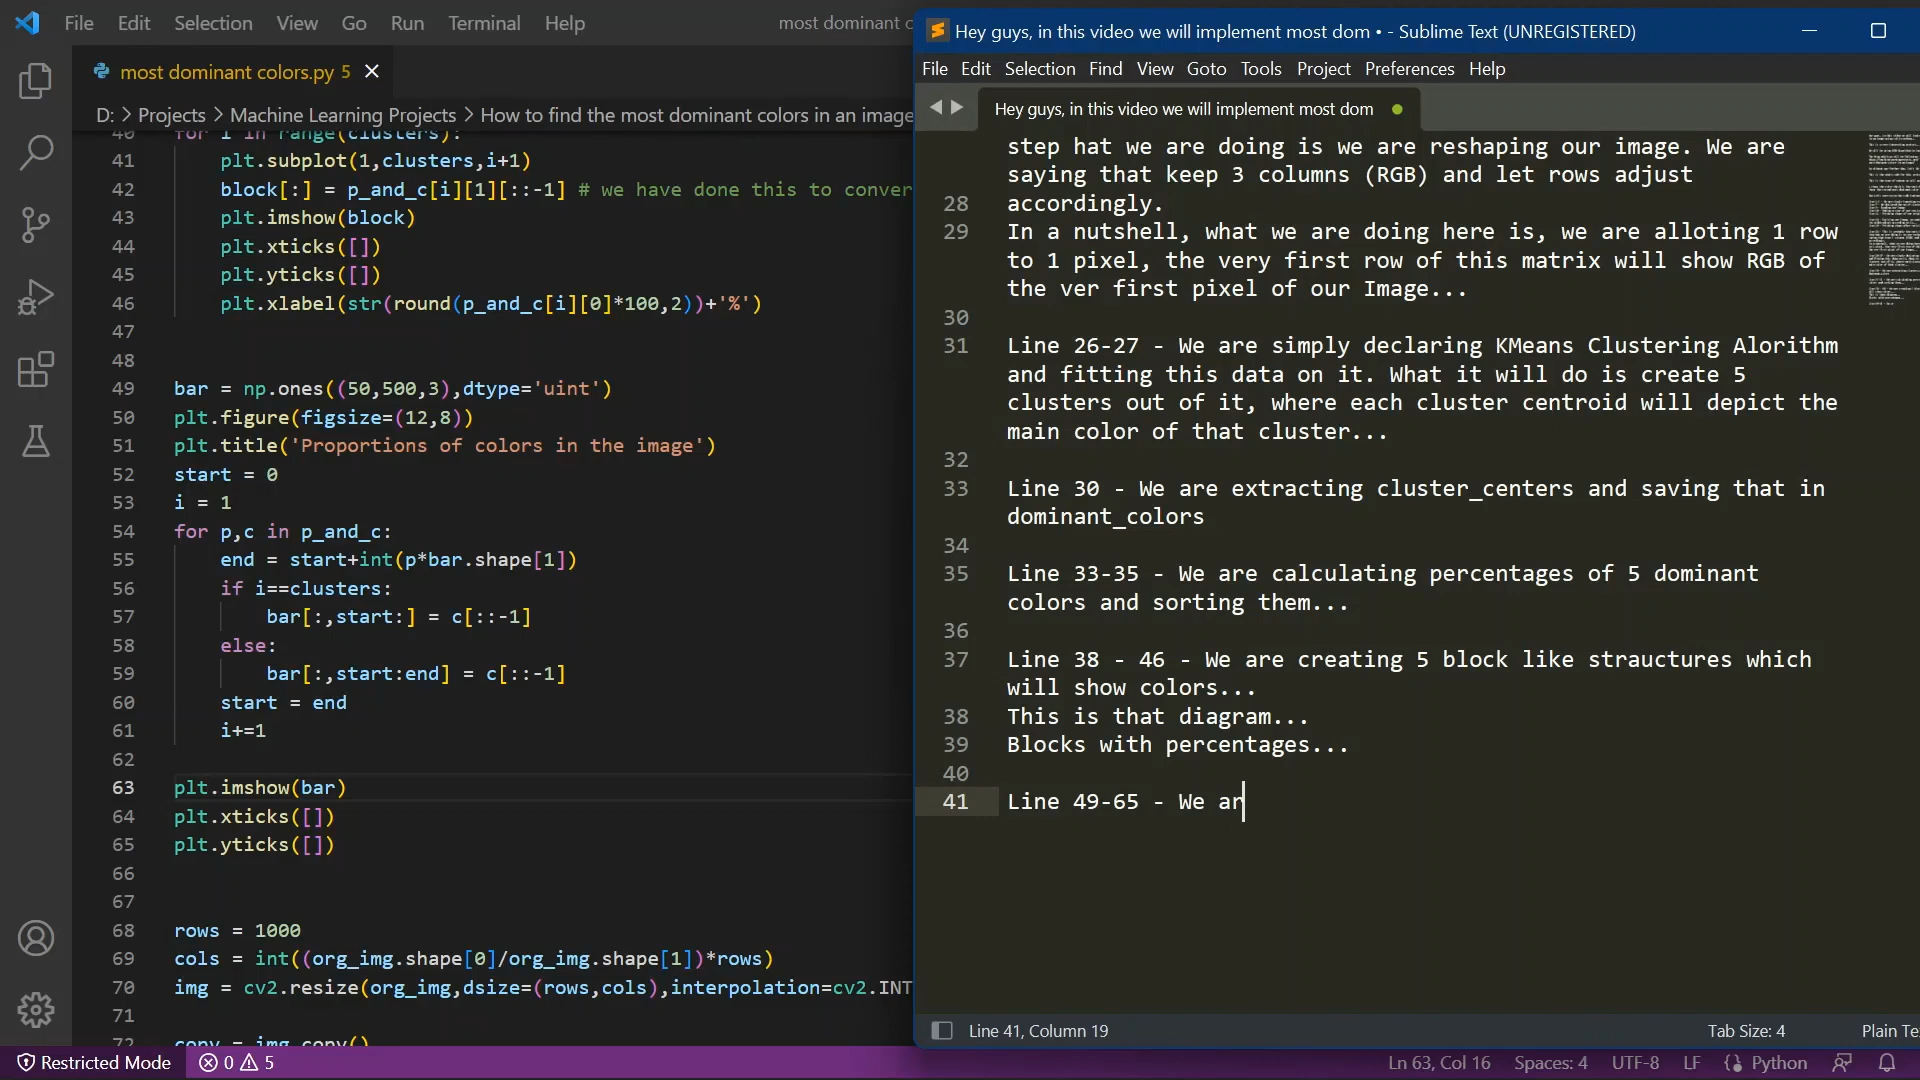 File Edit Selection View Go Run Terminal Help most dominant c
most dominant colors.py 5
D: > Projects > Machine Learning Projects > How to find the most dominant colors in an image
40 for i in range(clusters):
41 plt.subplot(1,clusters,i+1)
42 block[:] = p_and_c[i][1][::-1] # we have done this to conver
43 plt.imshow(block)
44 plt.xticks([])
45 plt.yticks([])
46 plt.xlabel(str(round(p_and_c[i][0]*100,2))+'%')
47
48
49 bar = np.ones((50,500,3),dtype='uint')
50 plt.figure(figsize=(12,8))
51 plt.title('Proportions of colors in the image')
52 start = 0
53 i = 1
54 for p,c in p_and_c:
55 end = start+int(p*bar.shape[1])
56 if i==clusters:
57 bar[:,start:] = c[::-1]
58 else:
59 bar[:,start:end] = c[::-1]
60 start = end
61 i+=1
62
63 plt.imshow(bar)
64 plt.xticks([])
65 plt.yticks([])
66
67
68 rows = 1000
69 cols = int((org_img.shape[0]/org_img.shape[1])*rows)
70 img = cv2.resize(org_img,dsize=(rows,cols),interpolation=cv2.INT
71
72 copy = img.copy()
Restricted Mode 0 5
Hey guys, in this video we will implement most dom • - Sublime Text (UNREGISTERED)
File Edit Selection Find View Goto Tools Project Preferences Help
Hey guys, in this video we will implement most dom
step hat we are doing is we are reshaping our image. We are
saying that keep 3 columns (RGB) and let rows adjust
28 accordingly.
29 In a nutshell, what we are doing here is, we are alloting 1 row
to 1 pixel, the very first row of this matrix will show RGB of
the ver first pixel of our Image...
30
31 Line 26-27 - We are simply declaring KMeans Clustering Alorithm
and fitting this data on it. What it will do is create 5
clusters out of it, where each cluster centroid will depict the
main color of that cluster...
32
33 Line 30 - We are extracting cluster_centers and saving that in
dominant_colors
34
35 Line 33-35 - We are calculating percentages of 5 dominant
colors and sorting them...
36
37 Line 38 - 46 - We are creating 5 block like strauctures which
will show colors...
38 This is that diagram...
39 Blocks with percentages...
40
41 Line 49-65 - We ar
Line 41, Column 19 Tab Size: 4 Plain Te
Ln 63, Col 16 Spaces: 4 UTF-8 LF Python